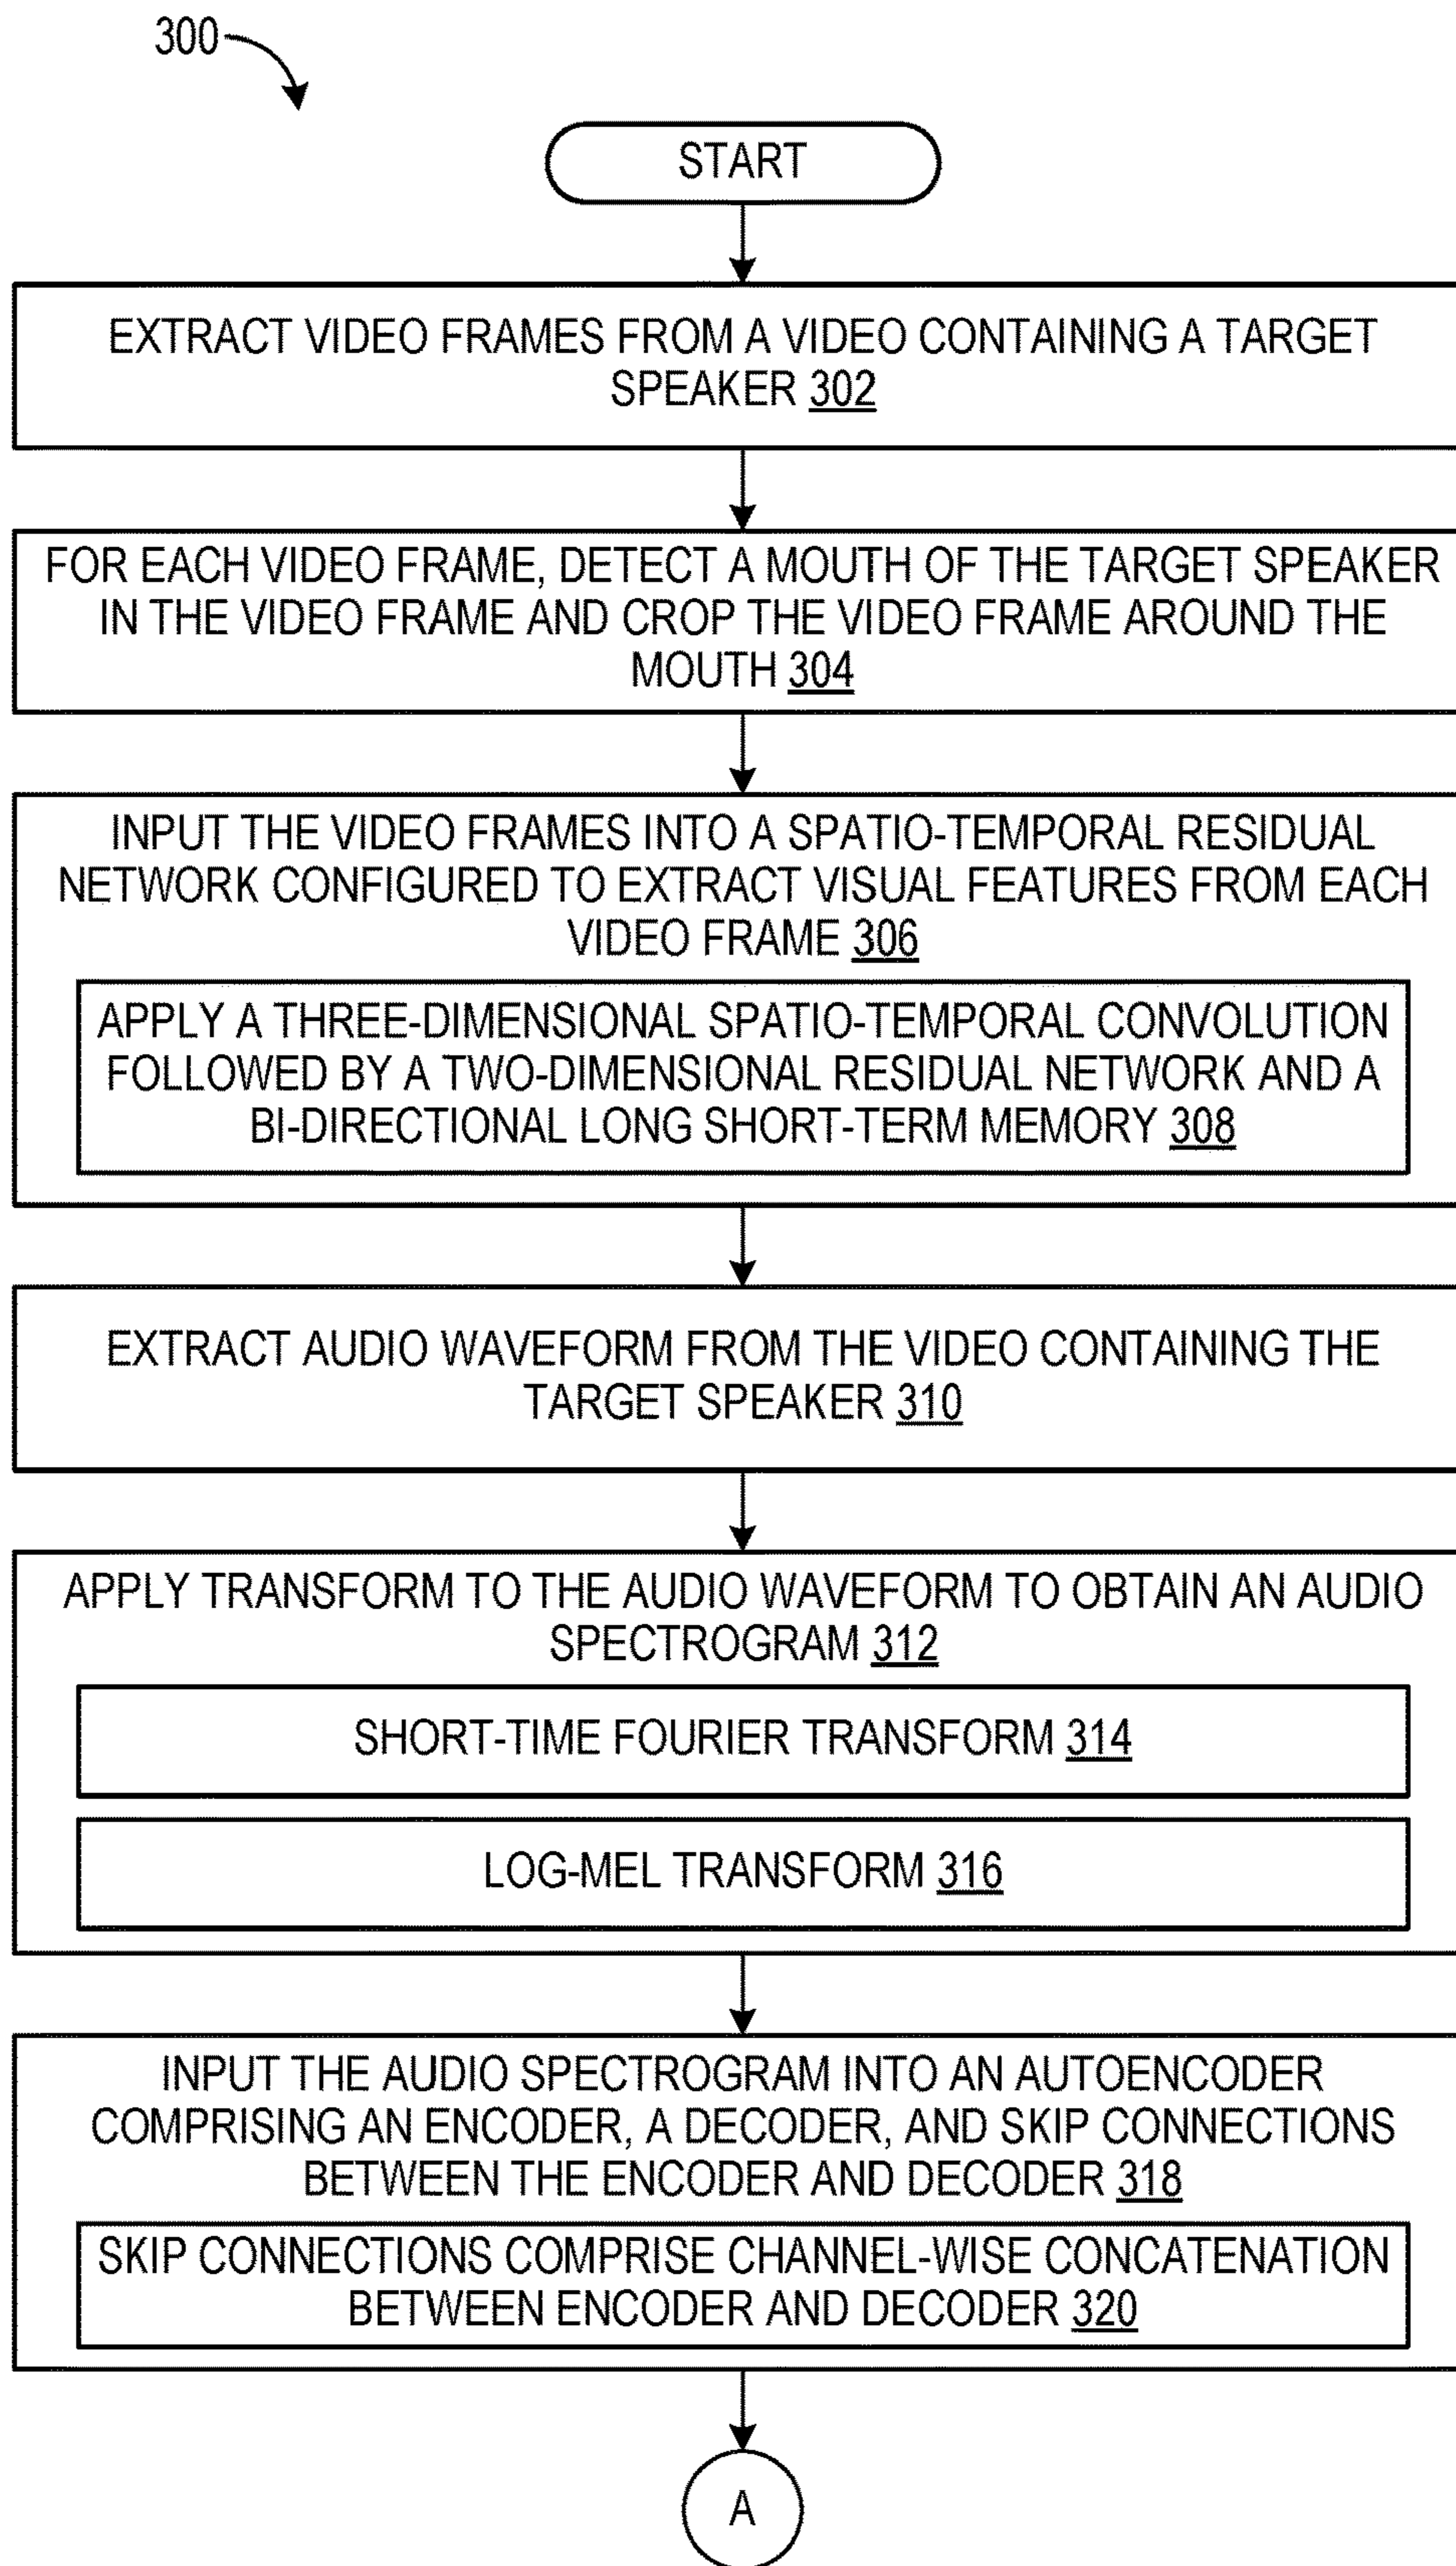 300
START
EXTRACT VIDEO FRAMES FROM A VIDEO CONTAINING A TARGET
SPEAKER 302
FOR EACH VIDEO FRAME, DETECT A MOUTH OF THE TARGET SPEAKER
IN THE VIDEO FRAME AND CROP THE VIDEO FRAME AROUND THE
MOUTH 304
INPUT THE VIDEO FRAMES INTO A SPATIO-TEMPORAL RESIDUAL
NETWORK CONFIGURED TO EXTRACT VISUAL FEATURES FROM EACH
VIDEO FRAME 306
APPLY A THREE-DIMENSIONAL SPATIO-TEMPORAL CONVOLUTION
FOLLOWED BY A TWO-DIMENSIONAL RESIDUAL NETWORK AND A
BI-DIRECTIONAL LONG SHORT-TERM MEMORY 308
EXTRACT AUDIO WAVEFORM FROM THE VIDEO CONTAINING THE
TARGET SPEAKER 310
APPLY TRANSFORM TO THE AUDIO WAVEFORM TO OBTAIN AN AUDIO
SPECTROGRAM 312
SHORT-TIME FOURIER TRANSFORM 314
LOG-MEL TRANSFORM 316
INPUT THE AUDIO SPECTROGRAM INTO AN AUTOENCODER
COMPRISING AN ENCODER, A DECODER, AND SKIP CONNECTIONS
BETWEEN THE ENCODER AND DECODER 318
SKIP CONNECTIONS COMPRISE CHANNEL-WISE CONCATENATION
BETWEEN ENCODER AND DECODER 320
A